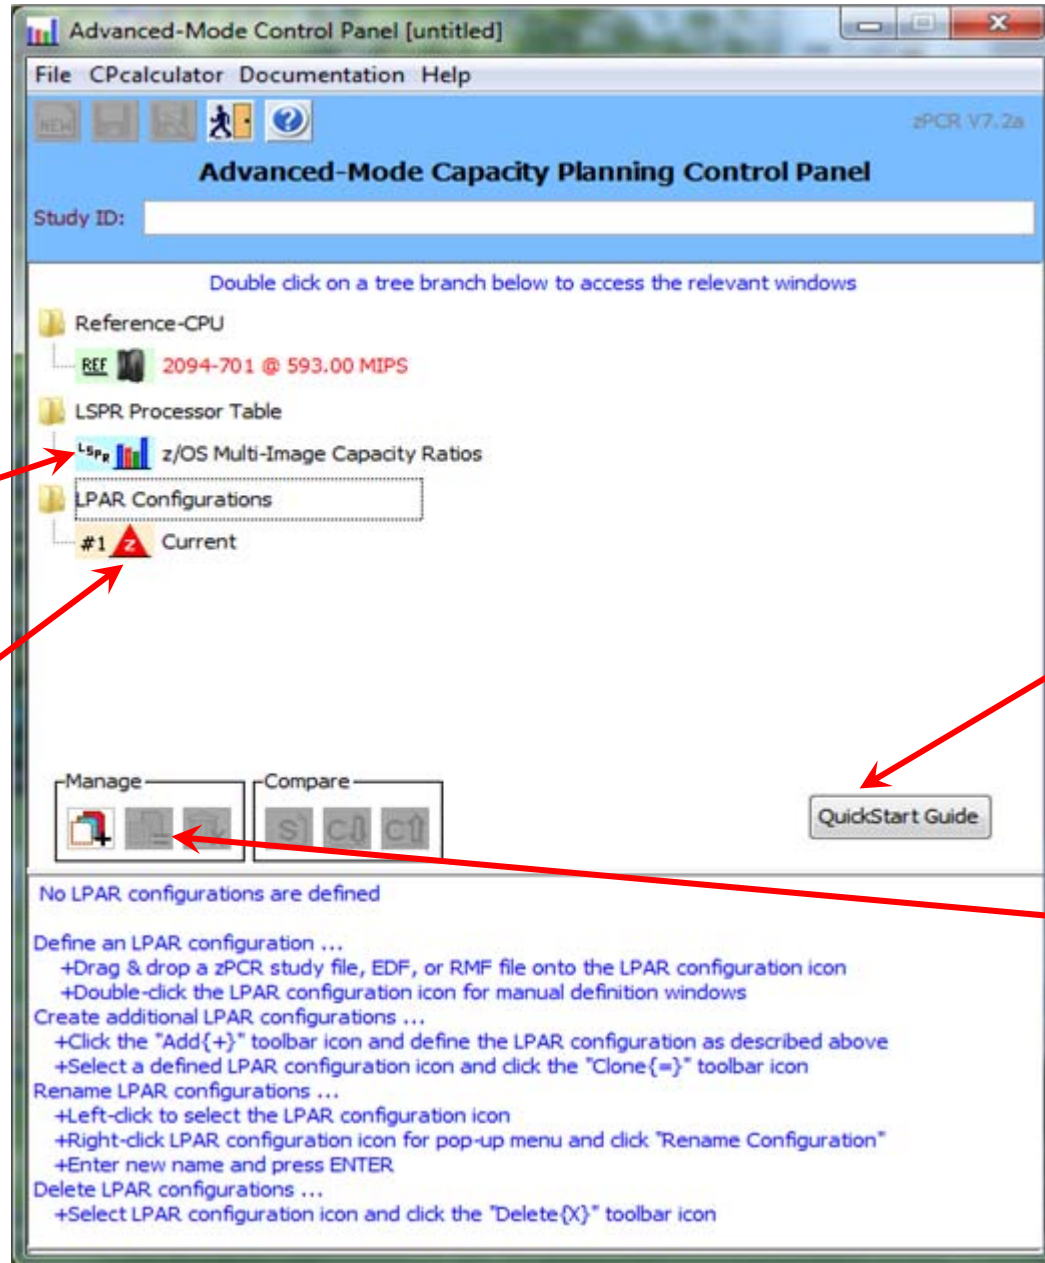 Advanced-Mode Control Panel [untitled]
File CPcalculator Documentation Help
NEW
zPCR V7.2a
Advanced-Mode Capacity Planning Control Panel
Study ID:
Double click on a tree branch below to access the relevant windows
Reference-CPU
REF 2094-701 @ 593.00 MIPS
LSPR Processor Table
LSPR z/OS Multi-Image Capacity Ratios
LPAR Configurations
#1 z Current
Manage Compare
S C C
QuickStart Guide
No LPAR configurations are defined
Define an LPAR configuration ...
+Drag & drop a zPCR study file, EDF, or RMF file onto the LPAR configuration icon
+Double-click the LPAR configuration icon for manual definition windows
Create additional LPAR configurations ...
+Click the "Add{+}" toolbar icon and define the LPAR configuration as described above
+Select a defined LPAR configuration icon and click the "Clone{=}" toolbar icon
Rename LPAR configurations ...
+Left-click to select the LPAR configuration icon
+Right-click LPAR configuration icon for pop-up menu and click "Rename Configuration"
+Enter new name and press ENTER
Delete LPAR configurations ...
+Select LPAR configuration icon and click the "Delete{X}" toolbar icon